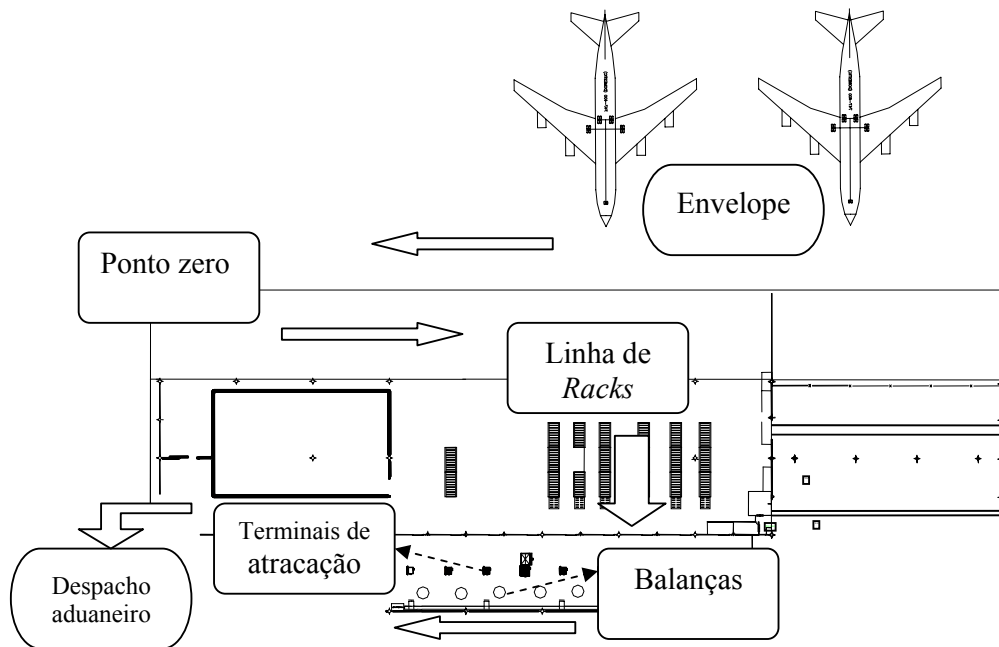 Envelope
Ponto zero
Linha de
Racks
Terminais de
atracação
Balanças
Despacho
aduaneiro